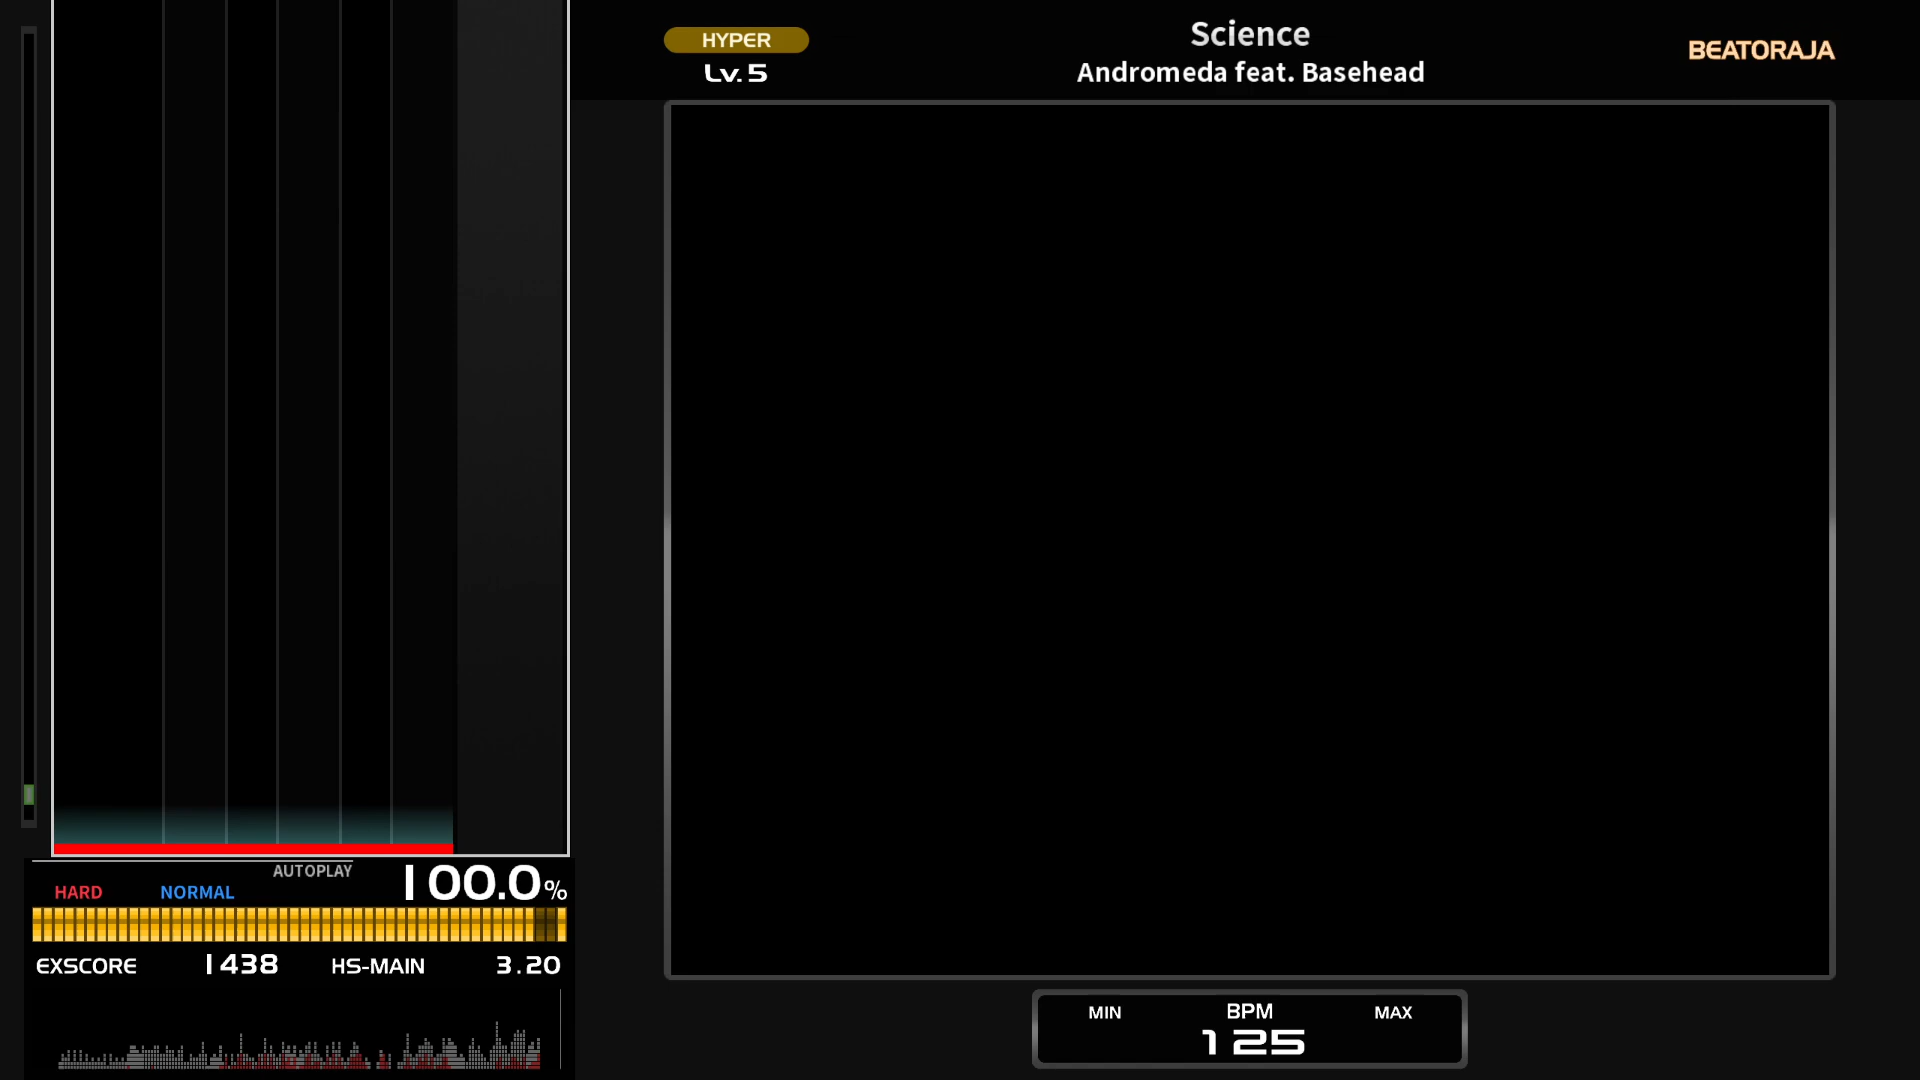 HYPER
Lv. 5
Science
Andromeda feat. Basehead
BEATORAJA
AUTOPLAY
HARD
NORMAL
100.0%
EXSCORE
1438
HS-MAIN
3.20
MIN
BPM
MAX
125